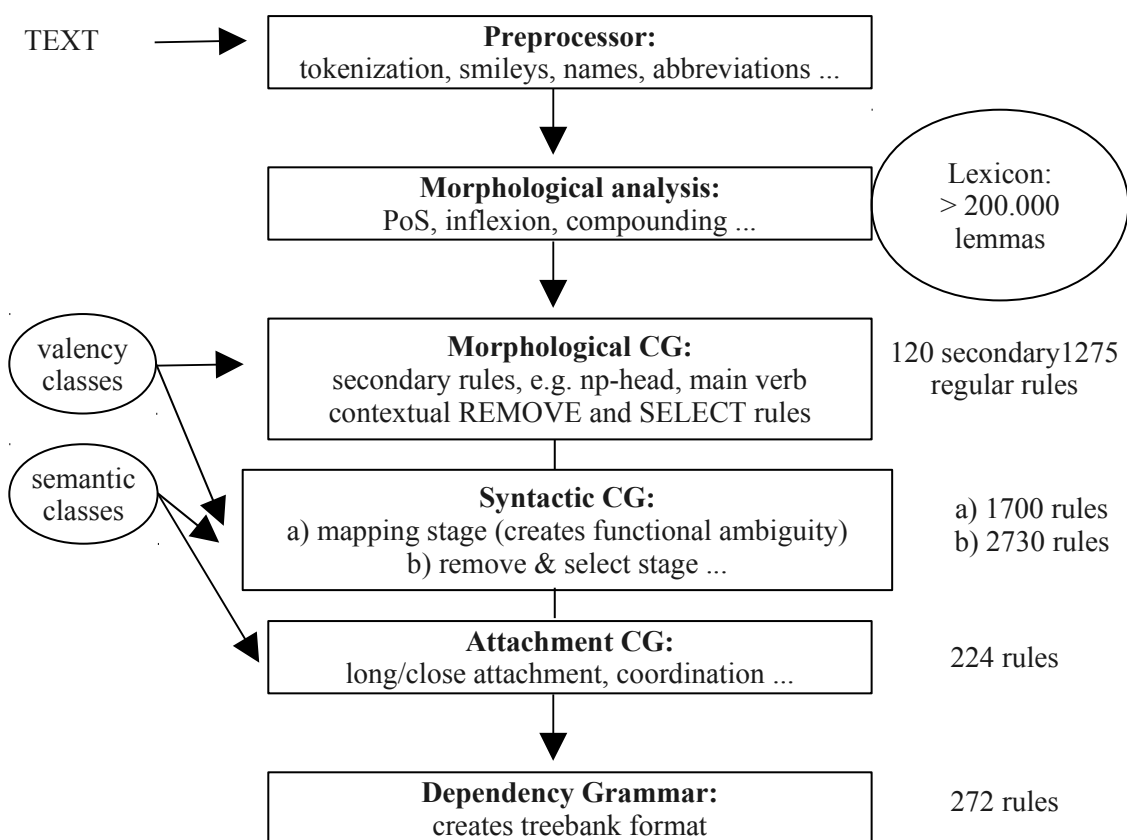 TEXT
Preprocessor:
tokenization, smileys, names, abbreviations ...
Morphological analysis:
PoS, inflexion, compounding ...
Lexicon:
> 200.000
lemmas
valency
classes
Morphological CG:
secondary rules, e.g. np-head, main verb
contextual REMOVE and SELECT rules
120 secondary1275
regular rules
semantic
classes
Syntactic CG:
a) mapping stage (creates functional ambiguity)
b) remove & select stage ...
a) 1700 rules
b) 2730 rules
Attachment CG:
long/close attachment, coordination ...
224 rules
Dependency Grammar:
creates treebank format
272 rules